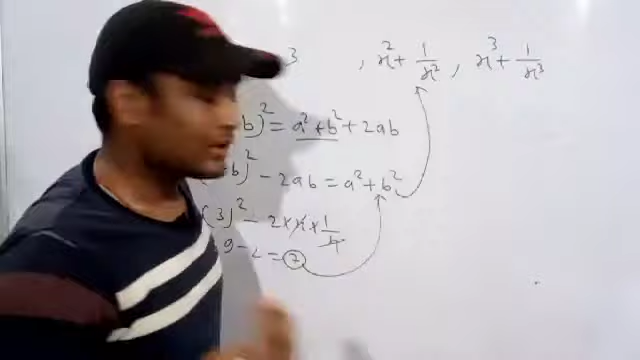 3 , x² + 1/x² , x³ + 1/x³
b)² = a² + b² + 2ab
b)² - 2ab = a² + b²
(3)² - 2 × x × 1/x
9 - 2 = 7